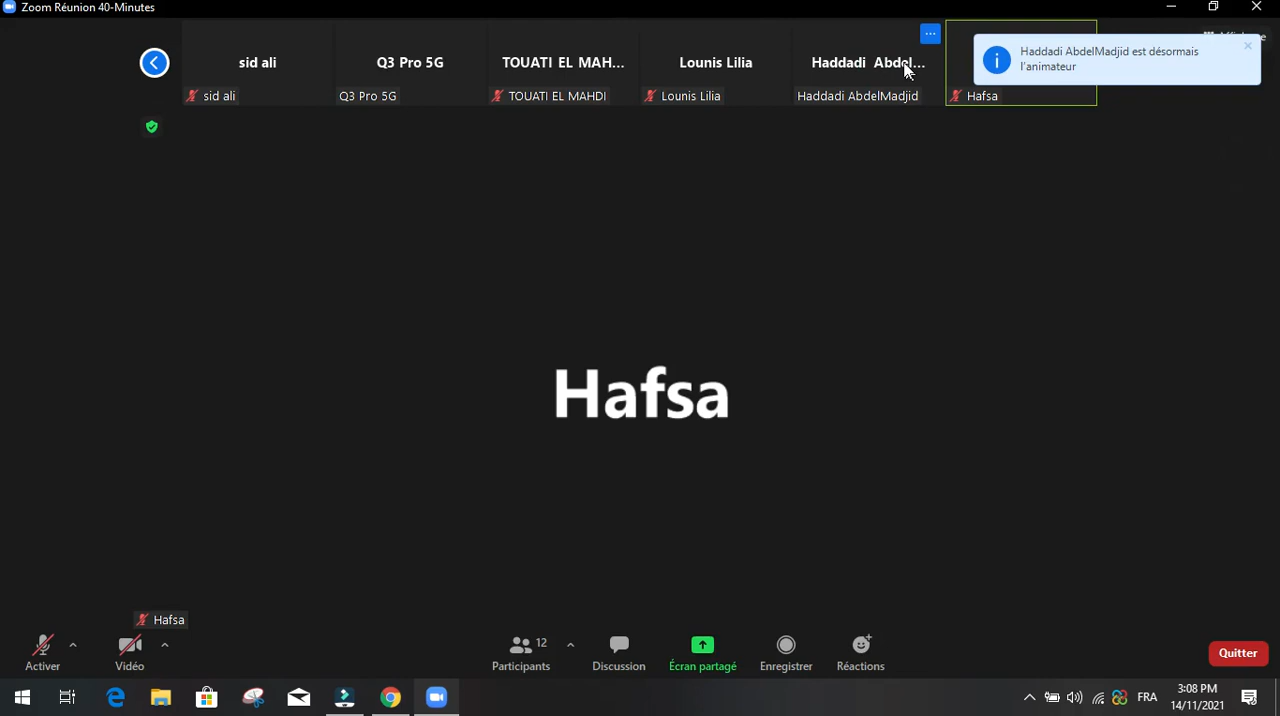 Zoom Réunion 40-Minutes
sid ali
Q3 Pro 5G
TOUATI EL MAH...
Lounis Lilia
Haddadi Abdel...
Haddadi AbdelMadjid est désormais
l'animateur
sid ali
Q3 Pro 5G
TOUATI EL MAHDI
Lounis Lilia
Haddadi AbdelMadjid
Hafsa
Hafsa
Hafsa
Activer
Vidéo
12
Participants
Discussion
Écran partagé
Enregistrer
Réactions
Quitter
FRA
3:08 PM
14/11/2021